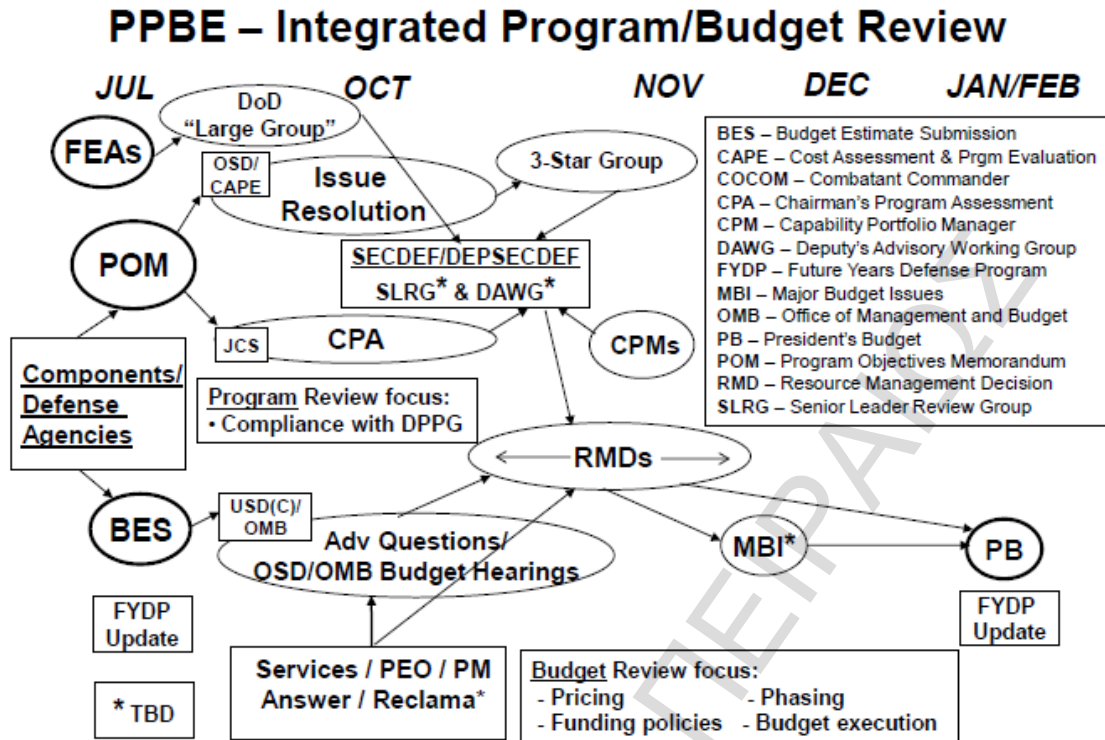 PPBE – Integrated Program/Budget Review
JUL
OCT
NOV
DEC
JAN/FEB
FEAs
DoD
“Large Group”
OSD/
CAPE
Issue
Resolution
3-Star Group
POM
SECDEF/DEPSECDEF
SLRG* & DAWG*
JCS
CPA
CPMs
BES – Budget Estimate Submission
CAPE – Cost Assessment & Prgm Evaluation
COCOM – Combatant Commander
CPA – Chairman’s Program Assessment
CPM – Capability Portfolio Manager
DAWG – Deputy’s Advisory Working Group
FYDP – Future Years Defense Program
MBI – Major Budget Issues
OMB – Office of Management and Budget
PB – President’s Budget
POM – Program Objectives Memorandum
RMD – Resource Management Decision
SLRG – Senior Leader Review Group
Components/
Defense
Agencies
Program Review focus:
• Compliance with DPPG
RMDs
BES
USD(C)/
OMB
Adv Questions/
OSD/OMB Budget Hearings
MBI*
PB
FYDP
Update
FYDP
Update
Services / PEO / PM
Answer / Reclama*
* TBD
Budget Review focus:
- Pricing - Phasing
- Funding policies - Budget execution
ΠΕΙΡΑΙΩΣ